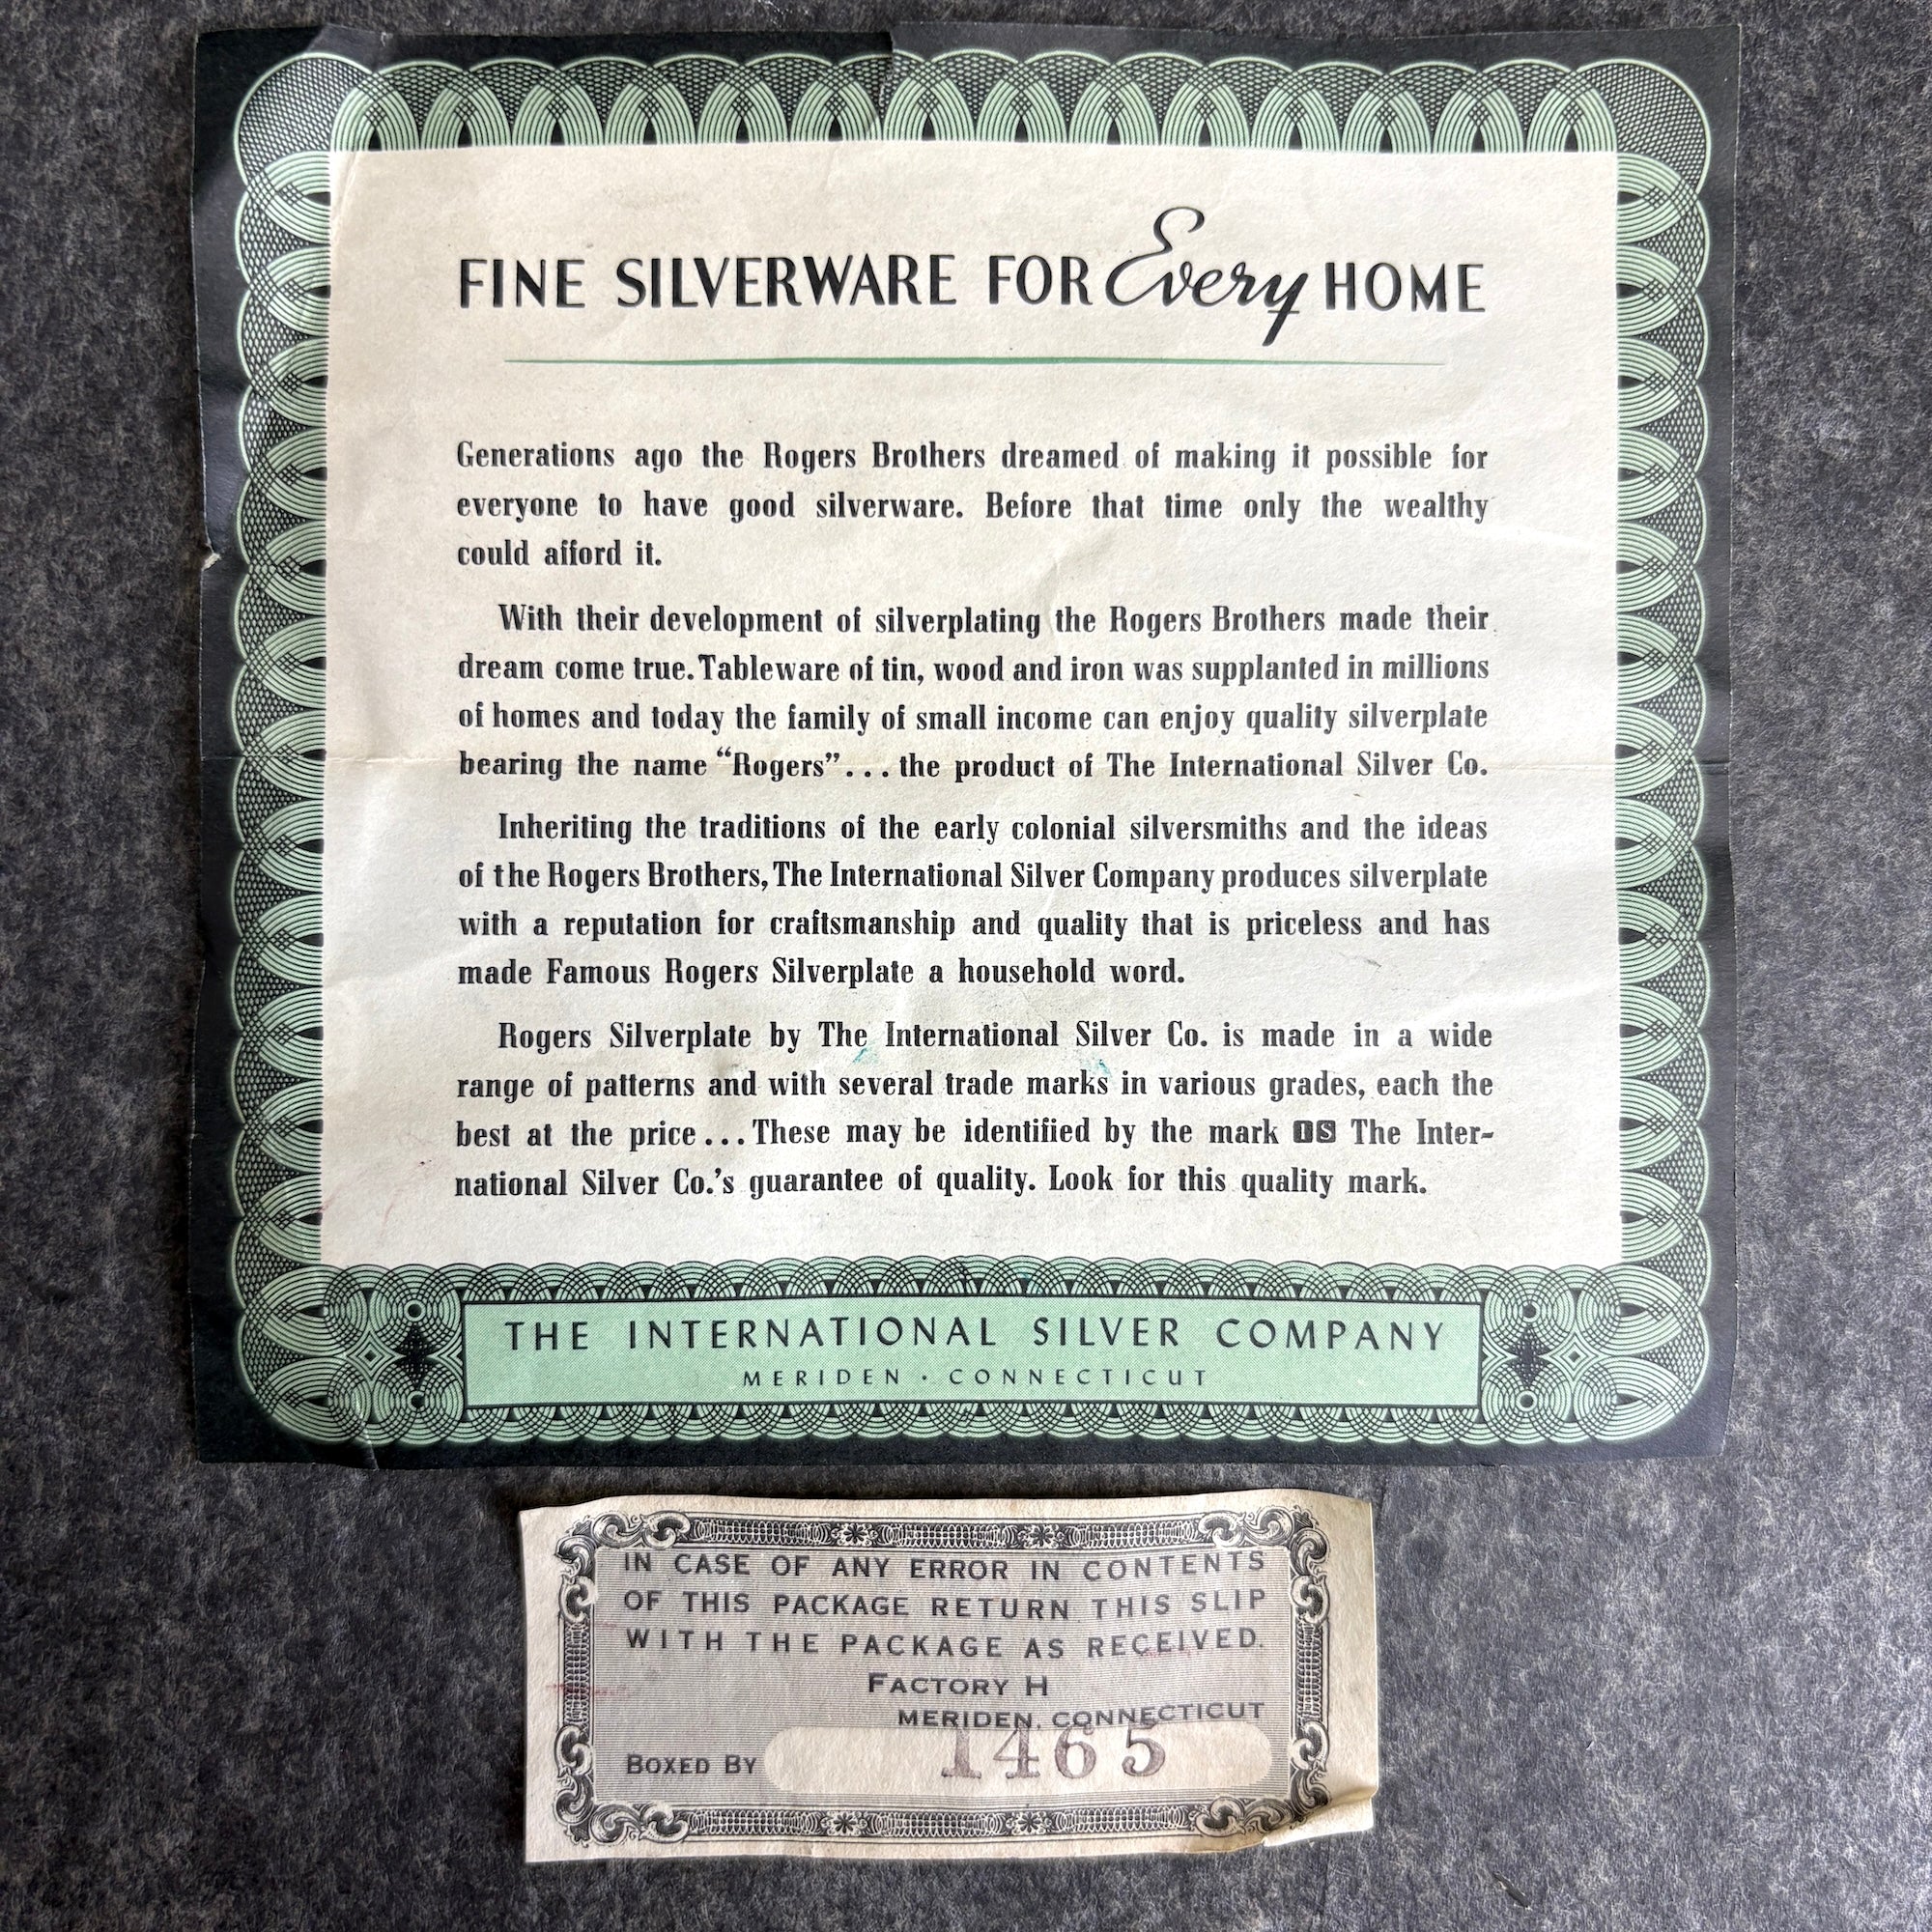 FINE SILVERWARE FOR Every HOME
Generations ago the Rogers Brothers dreamed of making it possible for
everyone to have good silverware. Before that time only the wealthy
could afford it.
With their development of silverplating the Rogers Brothers made their
dream come true. Tableware of tin, wood and iron was supplanted in millions
of homes and today the family of small income can enjoy quality silverplate
bearing the name “Rogers”... the product of The International Silver Co.
Inheriting the traditions of the early colonial silversmiths and the ideas
of the Rogers Brothers, The International Silver Company produces silverplate
with a reputation for craftsmanship and quality that is priceless and has
made Famous Rogers Silverplate a household word.
Rogers Silverplate by The International Silver Co. is made in a wide
range of patterns and with several trade marks in various grades, each the
best at the price... These may be identified by the mark IS The Inter-
national Silver Co.’s guarantee of quality. Look for this quality mark.
THE INTERNATIONAL SILVER COMPANY
MERIDEN · CONNECTICUT
IN CASE OF ANY ERROR IN CONTENTS
OF THIS PACKAGE RETURN THIS SLIP
WITH THE PACKAGE AS RECEIVED.
FACTORY H
MERIDEN, CONNECTICUT
BOXED BY 1465